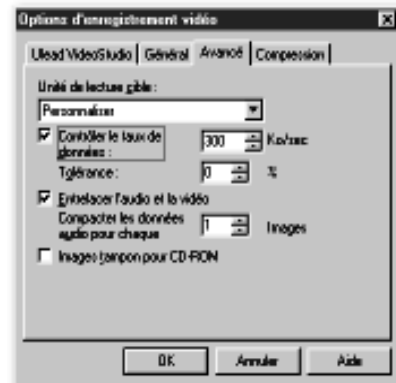 Options d'enregistrement vidéo
Ulead VideoStudio Général Avancé Compression
Unité de lecture cible :
Personnaliser
Contrôler le taux de données : 300 Ko/sec
Tolérance : 0 %
Entrelacer l'audio et la vidéo
Compacter les données audio pour chaque 1 Images
Images tampon pour CD-ROM
OK Annuler Aide